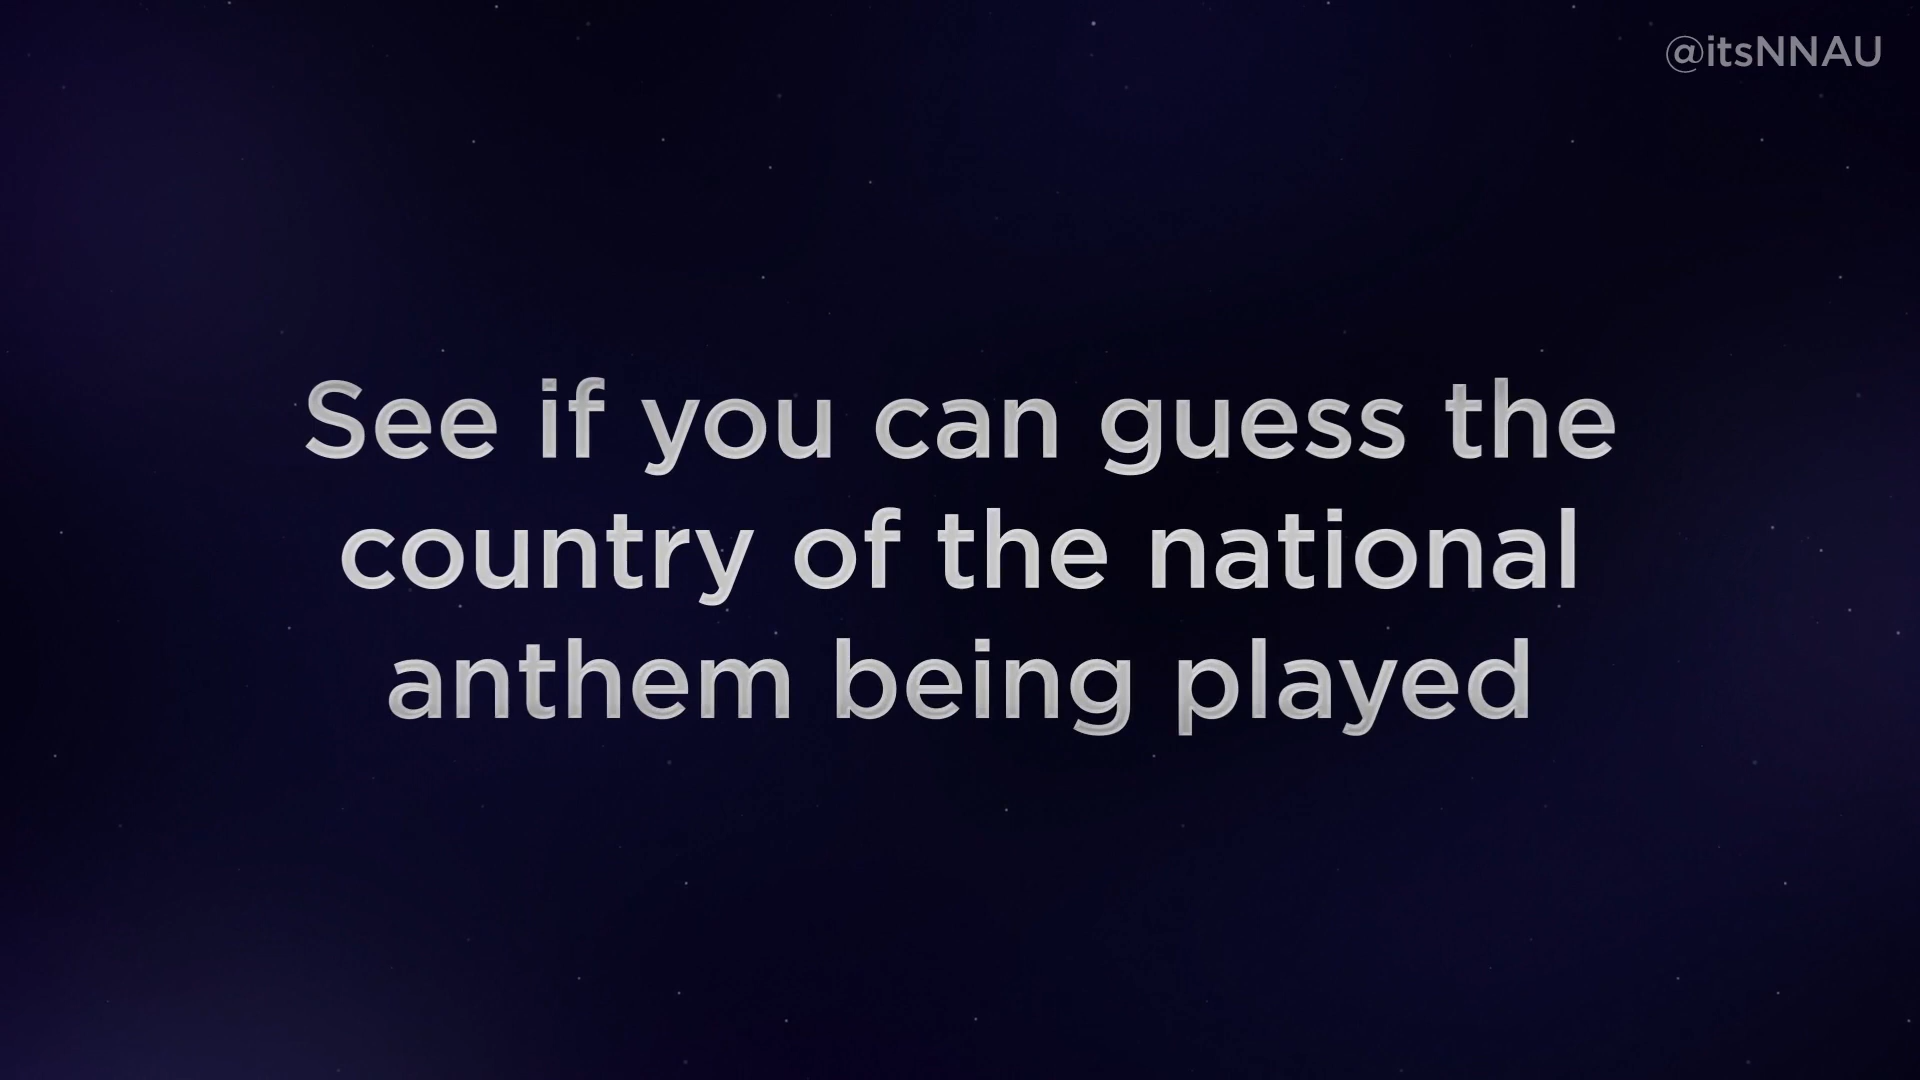 @itsNNAU
See if you can guess the
country of the national
anthem being played